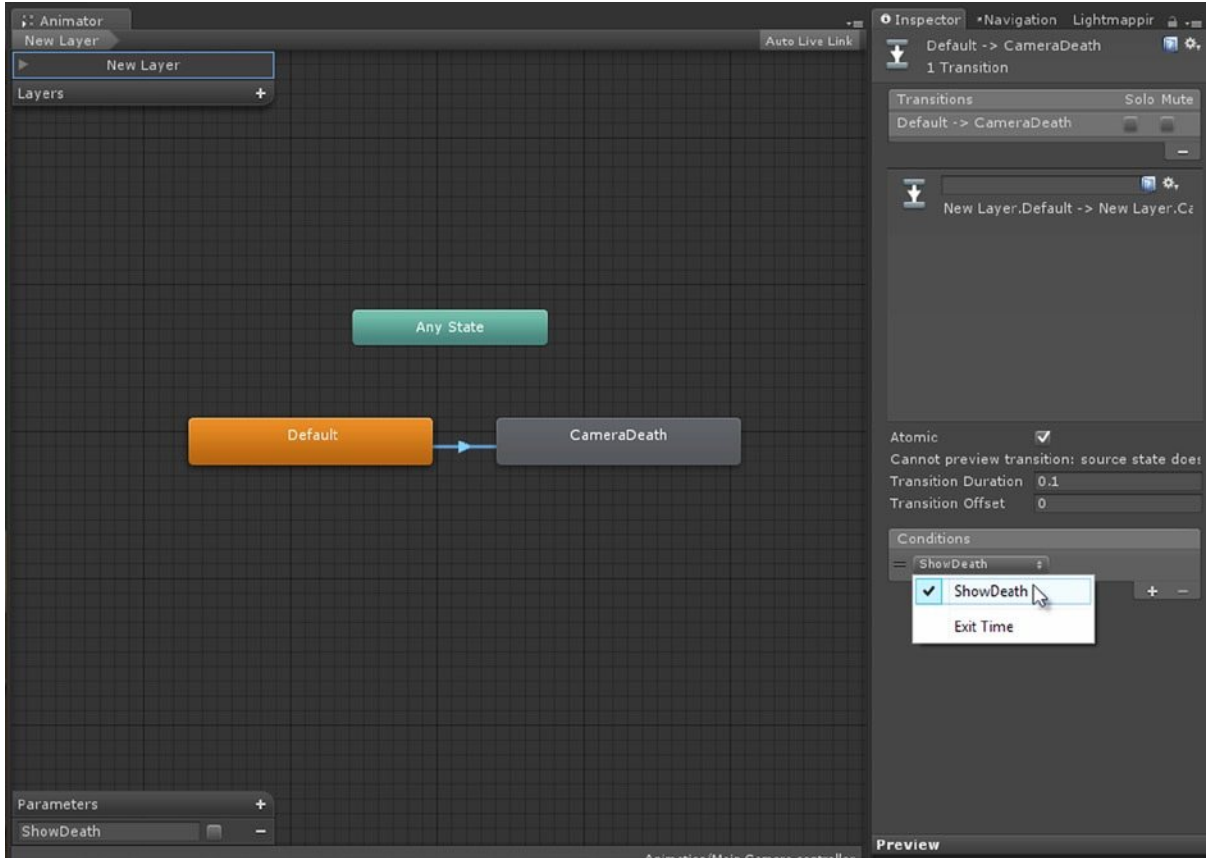 Animator
New Layer
Auto Live Link
New Layer
Layers
Any State
Default
CameraDeath
Parameters
ShowDeath
Inspector Navigation Lightmappir
Default -> CameraDeath
1 Transition
Transitions Solo Mute
Default -> CameraDeath
New Layer.Default -> New Layer.Ca
Atomic
Cannot preview transition: source state does
Transition Duration 0.1
Transition Offset 0
Conditions
ShowDeath
ShowDeath
Exit Time
Preview